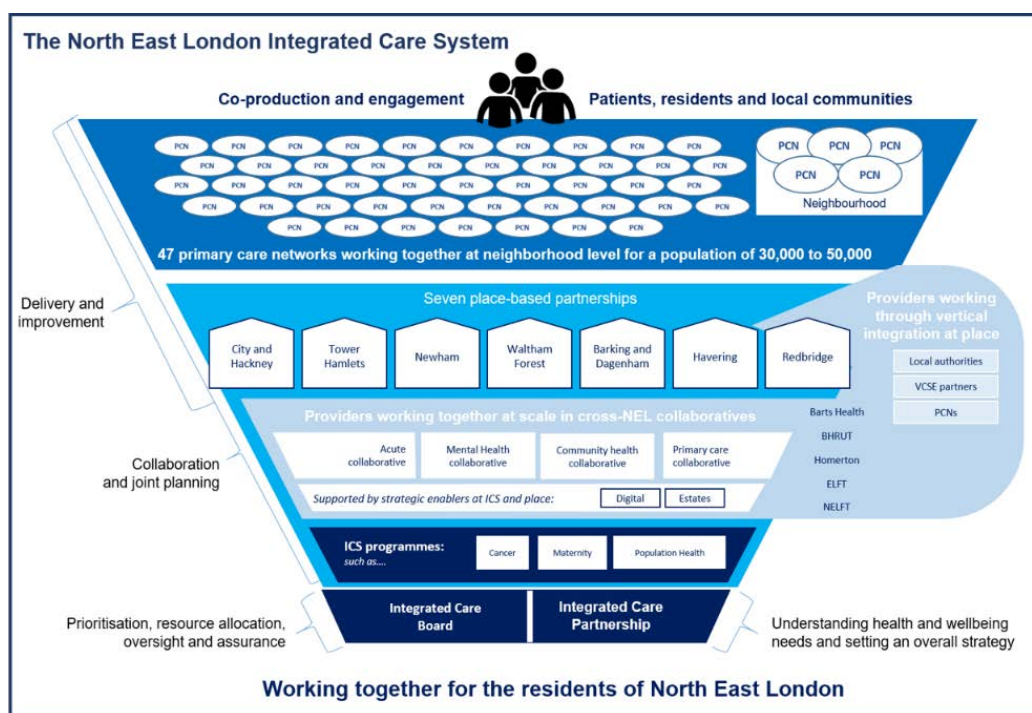 The North East London Integrated Care System
Co-production and engagement
Patients, residents and local communities
PCN PCN PCN PCN PCN PCN PCN PCN PCN PCN
PCN PCN PCN PCN PCN PCN PCN PCN PCN PCN
PCN PCN PCN PCN PCN PCN PCN PCN PCN PCN
PCN PCN PCN PCN PCN PCN PCN PCN PCN PCN
PCN PCN PCN PCN PCN PCN PCN
PCN PCN PCN
PCN PCN
Neighbourhood
47 primary care networks working together at neighborhood level for a population of 30,000 to 50,000
Delivery and
improvement
Seven place-based partnerships
City and
Hackney
Tower
Hamlets
Newham
Waltham
Forest
Barking and
Dagenham
Havering
Redbridge
Providers working
through vertical
integration at place
Local authorities
VCSE partners
PCNs
Barts Health
BHRUT
Homerton
ELFT
NELFT
Collaboration
and joint planning
Providers working together at scale in cross-NEL collaboratives
Acute
collaborative
Mental Health
collaborative
Community health
collaborative
Primary care
collaborative
Supported by strategic enablers at ICS and place:
Digital
Estates
ICS programmes:
such as....
Cancer
Maternity
Population Health
Prioritisation, resource allocation,
oversight and assurance
Integrated Care
Board
Integrated Care
Partnership
Understanding health and wellbeing
needs and setting an overall strategy
Working together for the residents of North East London